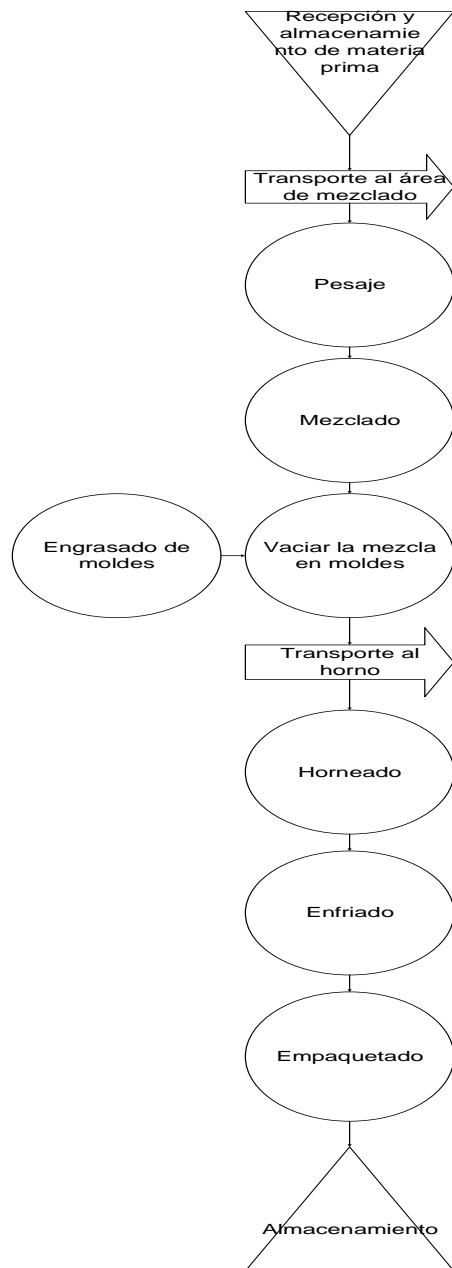 Recepción y
almacenamie
nto de materia
prima
Transporte al área
de mezclado
Pesaje
Mezclado
Engrasado de
moldes
Vaciar la mezcla
en moldes
Transporte al
horno
Horneado
Enfriado
Empaquetado
Almacenamiento